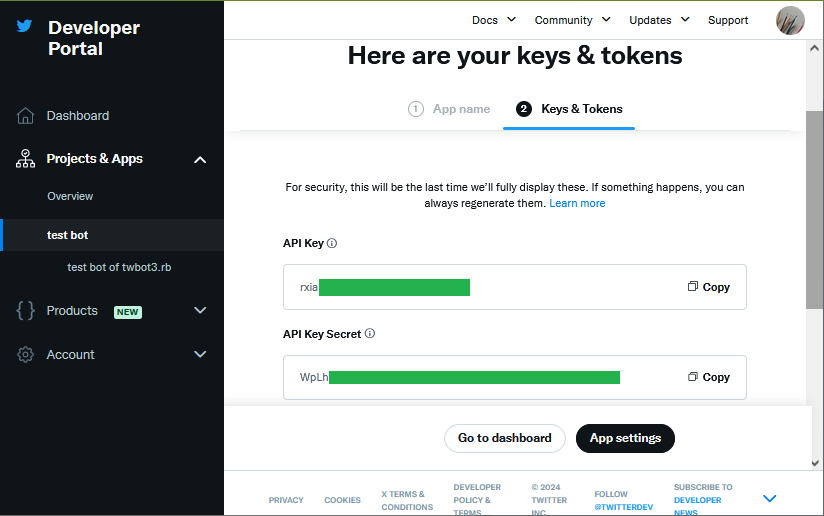 Developer
Portal
Docs
Community
Updates
Support
Dashboard
Projects & Apps
Overview
test bot
test bot of twbot3.rb
Products NEW
Account
Here are your keys & tokens
1 App name
2 Keys & Tokens
For security, this will be the last time we'll fully display these. If something happens, you can
always regenerate them. Learn more
API Key
rxia
Copy
API Key Secret
WpLh
Copy
Go to dashboard
App settings
PRIVACY
COOKIES
X TERMS &
CONDITIONS
DEVELOPER
POLICY &
TERMS
© 2024
TWITTER
INC.
FOLLOW
@TWITTERDEV
SUBSCRIBE TO
DEVELOPER
NEWS